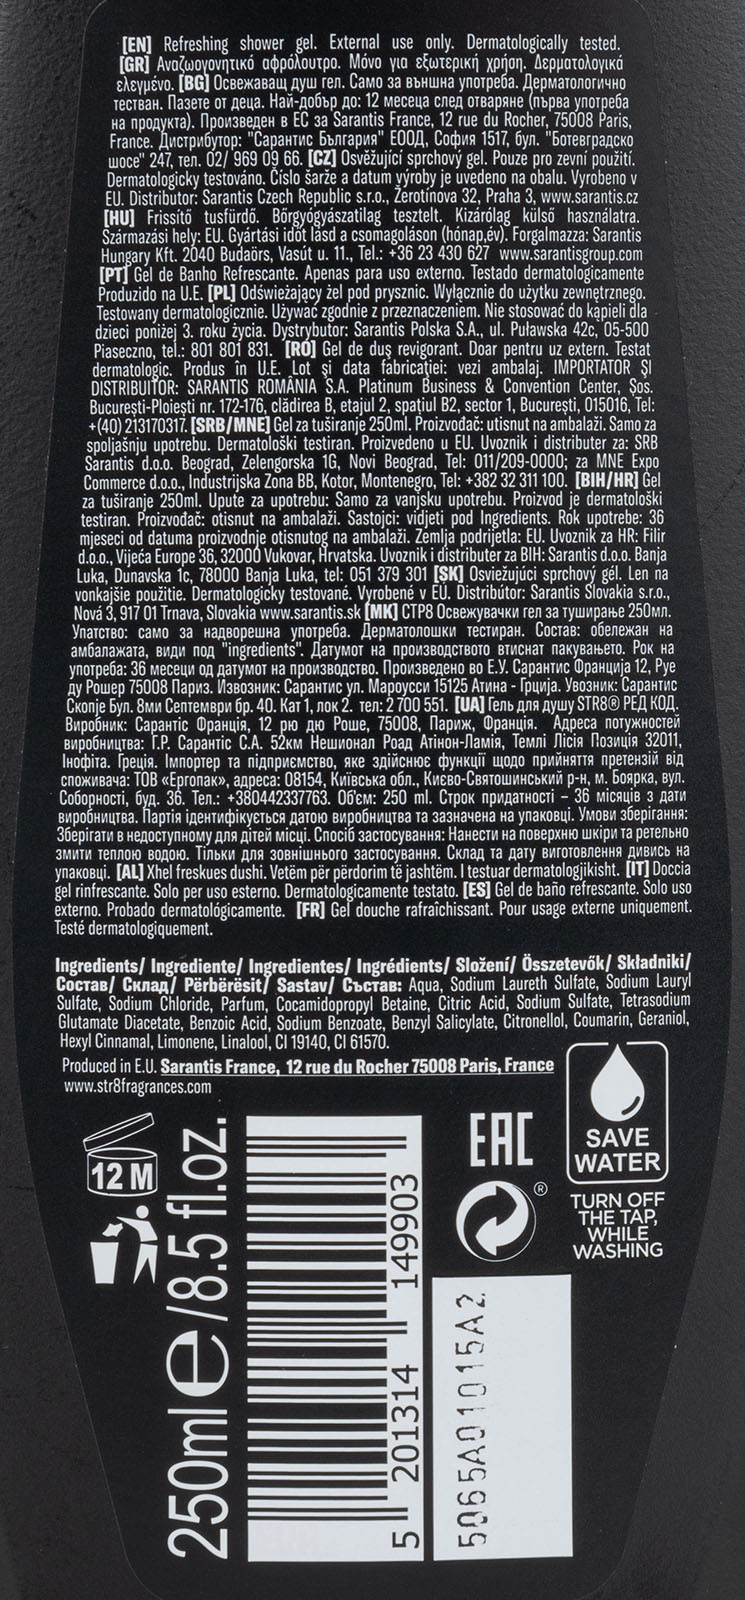 [EN] Refreshing shower gel. External use only. Dermatologically tested.
[GR] Αναζωογονητικό αφρόλουτρο. Μόνο για εξωτερική χρήση. Δερματολογικά
ελεγμένο. [BG] Освежаващ душ гел. Само за външна употреба. Дерматологично
тестван. Пазете от деца. Най-добър до: 12 месеца след отваряне (първа употреба
на продукта). Произведен в ЕС за Sarantis France, 12 rue du Rocher, 75008 Paris,
France. Дистрибутор: "Сарантис България" ЕООД, София 1517, бул. "Ботевградско
шосе" 247, тел. 02/ 969 09 66. [CZ] Osvěžující sprchový gel. Pouze pro zevní použití.
Dermatologicky testováno. Číslo šarže a datum výroby je uvedeno na obalu. Vyrobeno v
EU. Distributor: Sarantis Czech Republic s.r.o., Žerotínova 32, Praha 3, www.sarantis.cz
[HU] Frissítő tusfürdő. Bőrgyógyászatilag tesztelt. Kizárólag külső használatra.
Származási hely: EU. Gyártási időt lásd a csomagoláson (hónap,év). Forgalmazza: Sarantis
Hungary Kft. 2040 Budaörs, Vasút u. 11., Tel.: +36 23 430 627 www.sarantisgroup.com
[PT] Gel de Banho Refrescante. Apenas para uso externo. Testado dermatologicamente
Produzido na U.E. [PL] Odświeżający żel pod prysznic. Wyłącznie do użytku zewnętrznego.
Testowany dermatologicznie. Używać zgodnie z przeznaczeniem. Nie stosować do kąpieli dla
dzieci poniżej 3. roku życia. Dystrybutor: Sarantis Polska S.A., ul. Puławska 42c, 05-500
Piaseczno, tel.: 801 801 831. [RO] Gel de duş revigorant. Doar pentru uz extern. Testat
dermatologic. Produs în U.E. Lot şi data fabricaţiei: vezi ambalaj. IMPORTATOR ŞI
DISTRIBUITOR: SARANTIS ROMÂNIA S.A. Platinum Business & Convention Center, Şos.
Bucureşti-Ploieşti nr. 172-176, clădirea B, etajul 2, spaţiul B2, sector 1, Bucureşti, 015016, Tel:
+(40) 213170317. [SRB/MNE] Gel za tuširanje 250ml. Proizvođač: utisnut na ambalaži. Samo za
spoljašnju upotrebu. Dermatološki testiran. Proizvedeno u EU. Uvoznik i distributer za: SRB
Sarantis d.o.o. Beograd, Zelengorska 1G, Novi Beograd, Tel: 011/209-0000; za MNE Expo
Commerce d.o.o., Industrijska Zona BB, Kotor, Montenegro, Tel: +382 32 311 100. [BIH/HR] Gel
za tuširanje 250ml. Upute za upotrebu: Samo za vanjsku upotrebu. Proizvod je dermatološki
testiran. Proizvođač: otisnut na ambalaži. Sastojci: vidjeti pod Ingredients. Rok upotrebe: 36
mjeseci od datuma proizvodnje otisnutog na ambalaži. Zemlja podrijetla: EU. Uvoznik za HR: Filir
d.o.o., Vijeća Europe 36, 32000 Vukovar, Hrvatska. Uvoznik i distributer za BIH: Sarantis d.o.o. Banja
Luka, Dunavska 1c, 78000 Banja Luka, tel: 051 379 301 [SK] Osviežujúci sprchový gél. Len na
vonkajšie použitie. Dermatologicky testované. Vyrobené v EÚ. Distribútor: Sarantis Slovakia s.r.o.,
Nová 3, 917 01 Trnava, Slovakia www.sarantis.sk [MK] СТР8 Освежувачки гел за туширање 250мл.
Упатство: само за надворешна употреба. Дерматолошки тестиран. Состав: обележан на
амбалажата, види под "ingredients". Датумот на производството втиснат пакувањето. Рок на
употреба: 36 месеци од датумот на производство. Произведено во Е.У. Сарантис Франција 12, Руе
ду Рошер 75008 Париз. Извозник: Сарантис ул. Мароусси 15125 Атина - Грција. Увозник: Сарантис
Скопје Бул. 8ми Септември бр. 40. Кат 1, лок 2. тел: 2 700 551. [UA] Гель для душу STR8® РЕД КОД.
Виробник: Сарантіс Франція, 12 рю дю Роше, 75008, Париж, Франція. Адреса потужностей
виробництва: Г.Р. Сарантіс С.А. 52км Нешионал Роад Атінон-Ламія, Темпі Лісія Позиція 32011,
Інофіта. Греція. Імпортер та підприємство, яке здійснює функції щодо прийняття претензій від
споживача: ТОВ «Ергопак», адреса: 08154, Київська обл., Києво-Святошинський р-н, м. Боярка, вул.
Соборності, буд. 36. Тел.: +380442337763. Об'єм: 250 ml. Строк придатності – 36 місяців з дати
виробництва. Партія ідентифікується датою виробництва та зазначена на упаковці. Умови зберігання:
Зберігати в недоступному для дітей місці. Спосіб застосування: Нанести на поверхню шкіри та ретельно
змити теплою водою. Тільки для зовнішнього застосування. Склад та дату виготовлення дивись на
упаковці. [AL] Xhel freskues dushi. Vetëm për përdorim të jashtëm. I testuar dermatologjikisht. [IT] Doccia
gel rinfrescante. Solo per uso esterno. Dermatologicamente testato. [ES] Gel de baño refrescante. Solo uso
externo. Probado dermatológicamente. [FR] Gel douche rafraîchissant. Pour usage externe uniquement.
Testé dermatologiquement.
Ingredients/ Ingrediente/ Ingredientes/ Ingrédients/ Složení/ Összetevők/ Składniki/
Состав/ Склад/ Përbërësit/ Sastav/ Състав: Aqua, Sodium Laureth Sulfate, Sodium Lauryl
Sulfate, Sodium Chloride, Parfum, Cocamidopropyl Betaine, Citric Acid, Sodium Sulfate, Tetrasodium
Glutamate Diacetate, Benzoic Acid, Sodium Benzoate, Benzyl Salicylate, Citronellol, Coumarin, Geraniol,
Hexyl Cinnamal, Limonene, Linalool, CI 19140, CI 61570.
Produced in E.U. Sarantis France, 12 rue du Rocher 75008 Paris, France
www.str8fragrances.com
12 M
250ml e /8.5 fl.oz.
5 201314 149903
EAC
®
5065A01015A2
SAVE
WATER
TURN OFF
THE TAP,
WHILE
WASHING